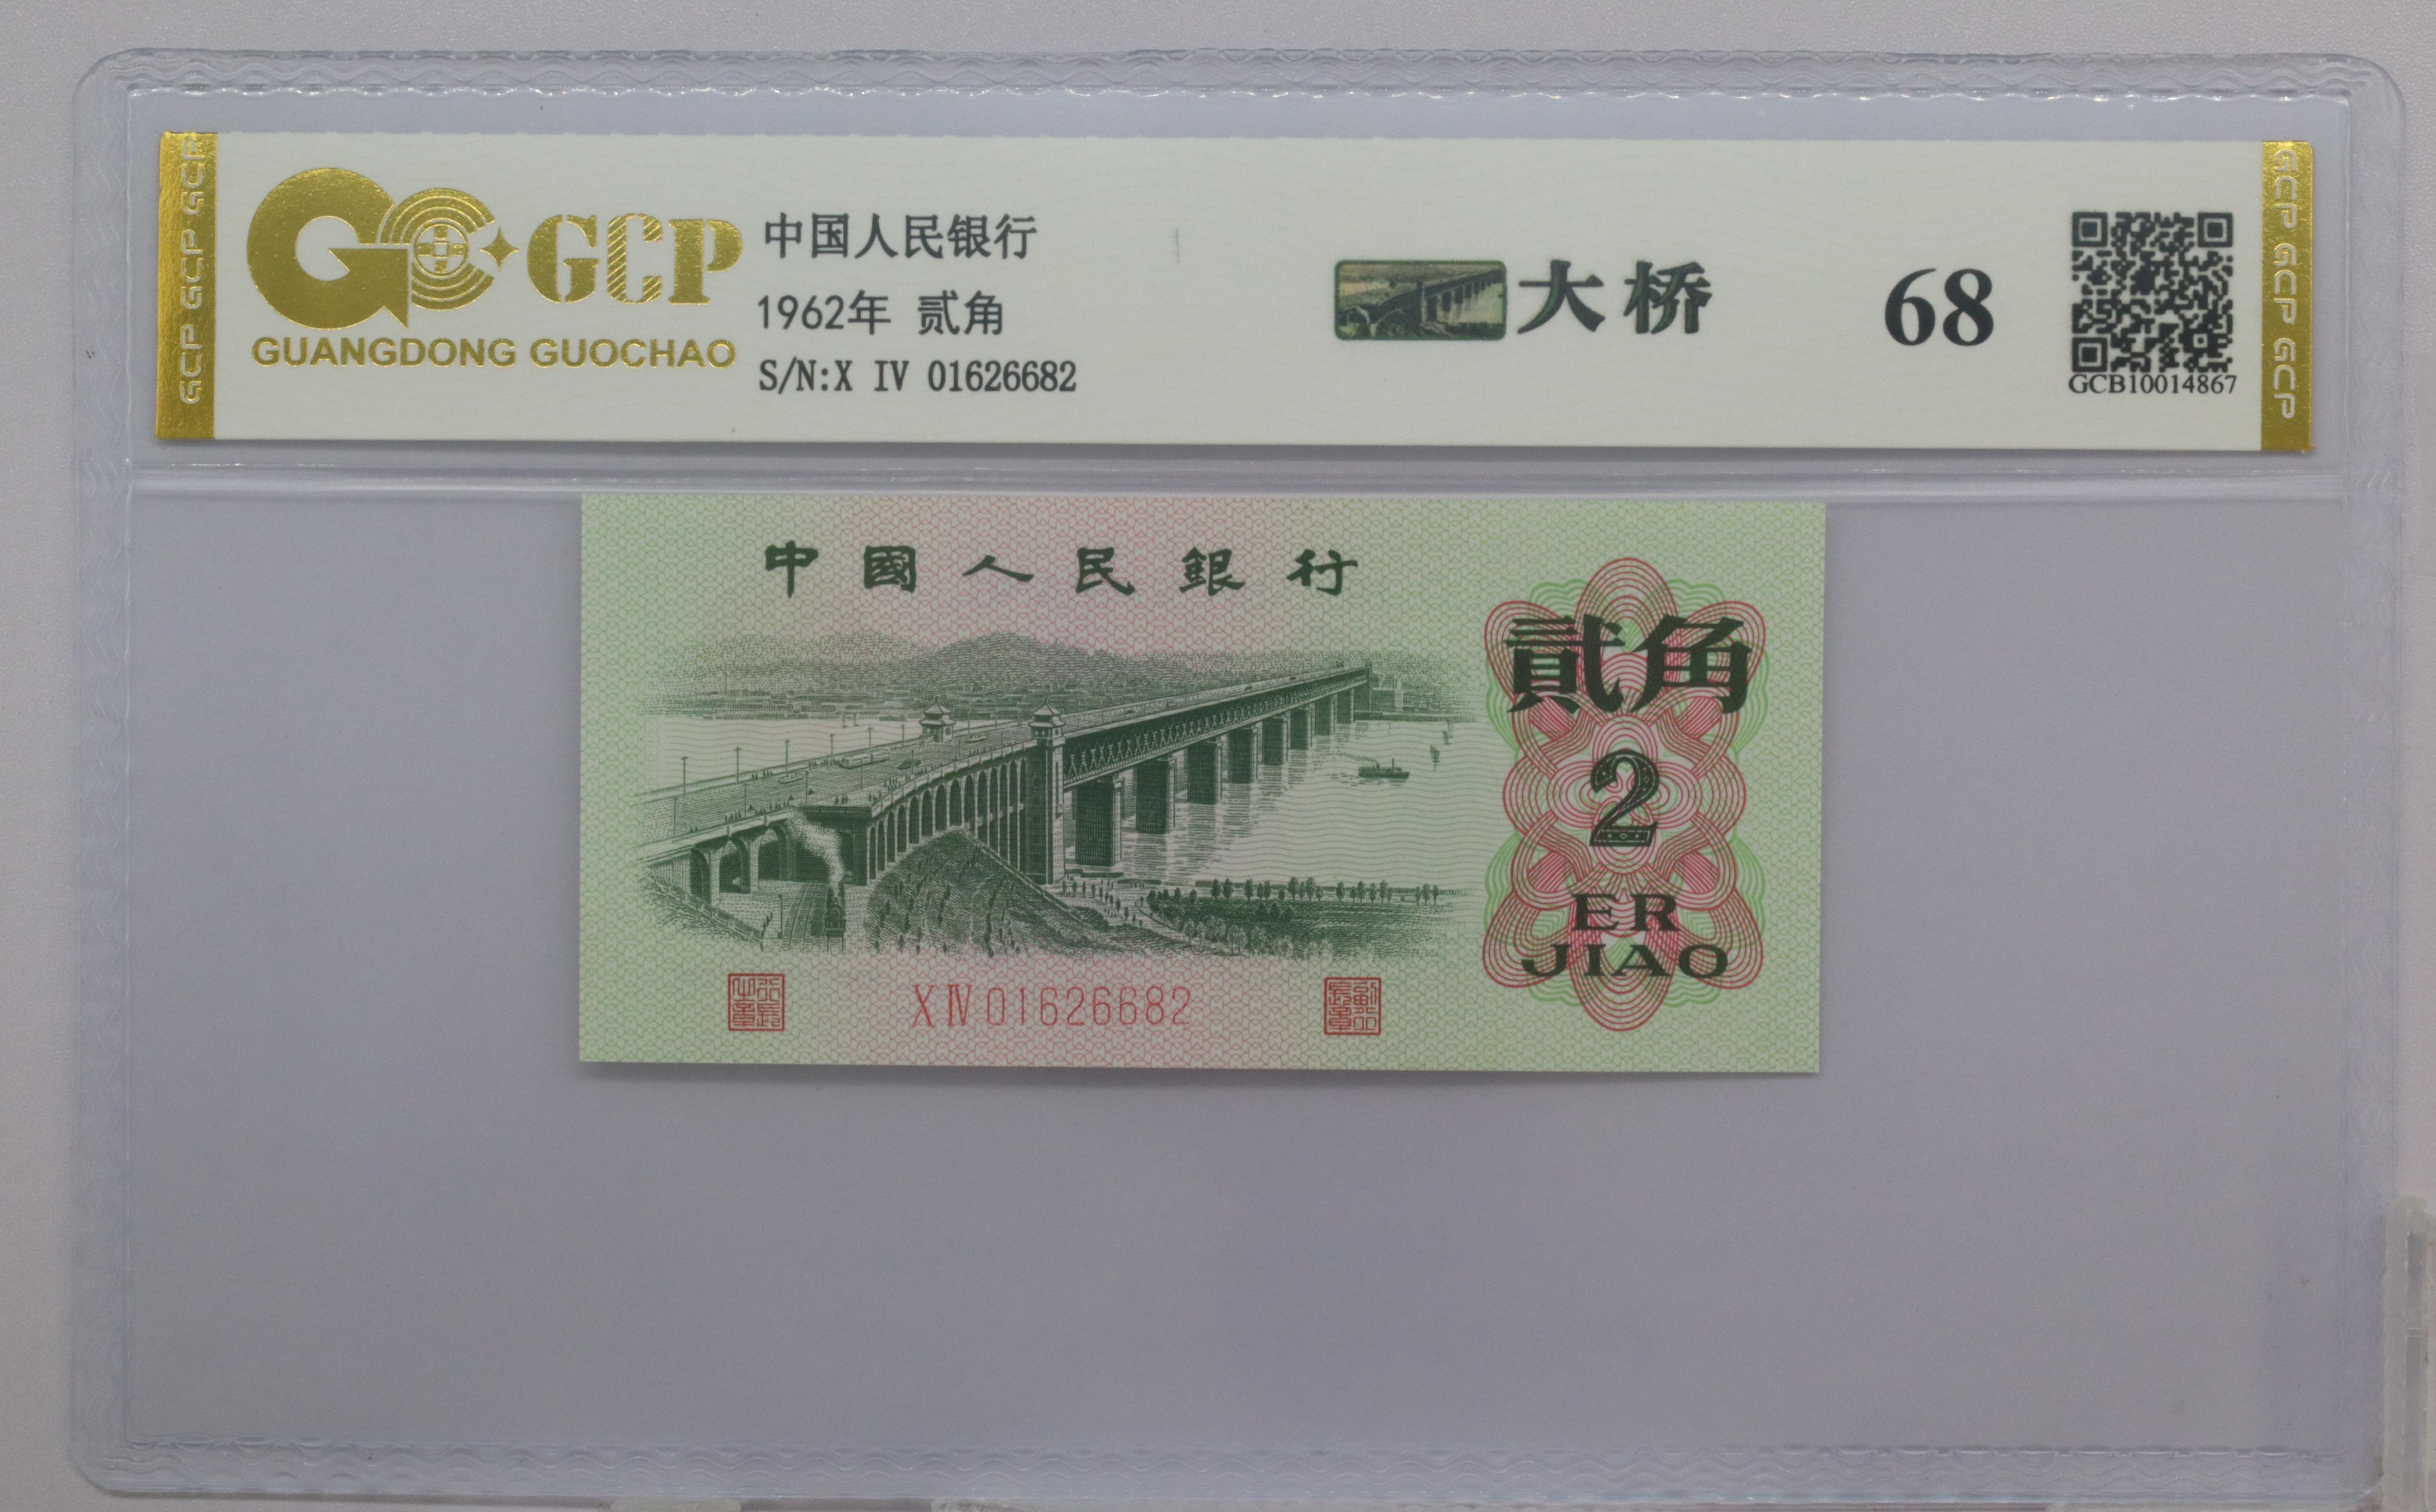 GCP GCP GCP
GCP
GUANGDONG GUOCHAO
中国人民银行
1962年 贰角
S/N:X IV 01626682
大桥
68
GCB10014867
GCP GCP GCP
中國人民銀行
貳角
2
ER
JIAO
X IV 01626682